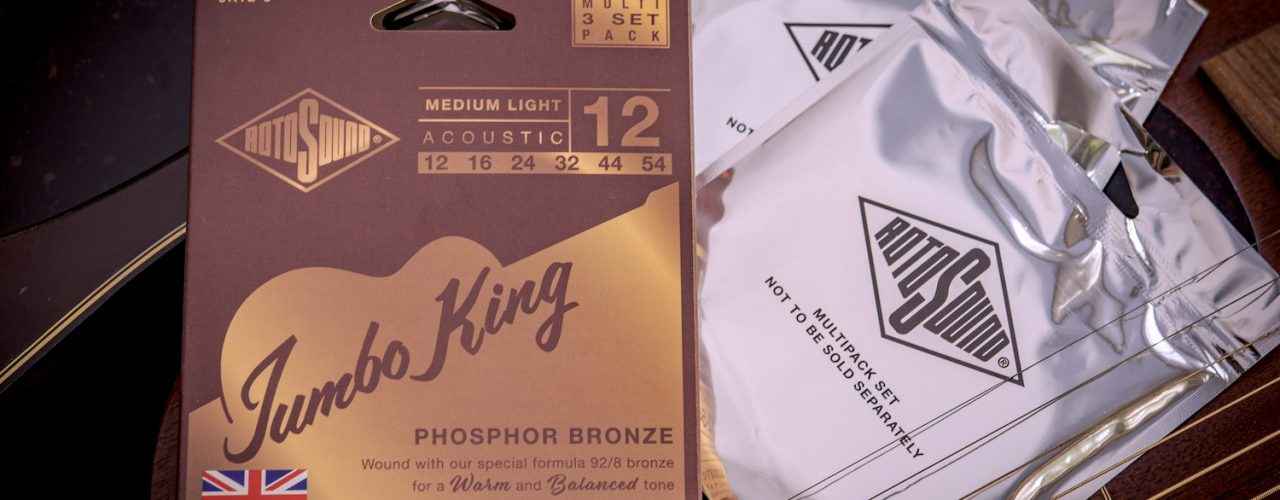 MULTI
3 SET
PACK
ROTOSOUND®
MEDIUM LIGHT
12
ACOUSTIC
12 16 24 32 44 54
Jumbo King
PHOSPHOR BRONZE
Wound with our special formula 92/8 bronze
for a Warm and Balanced tone
ROTOSOUND®
MULTIPACK SET
NOT TO BE SOLD SEPARATELY
ROTO
NOT